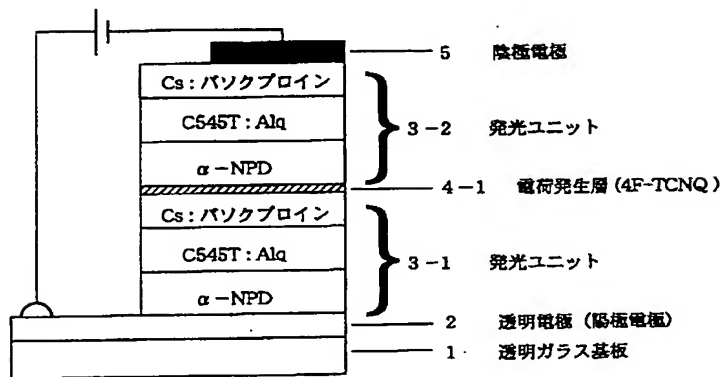 5 陰極電極
Cs：バソクプロイン
C545T：Alq
3-2 発光ユニット
α-NPD
4-1 電荷発生層(4F-TCNQ)
Cs：バソクプロイン
C545T：Alq
3-1 発光ユニット
α-NPD
2 透明電極（陽極電極）
1 透明ガラス基板